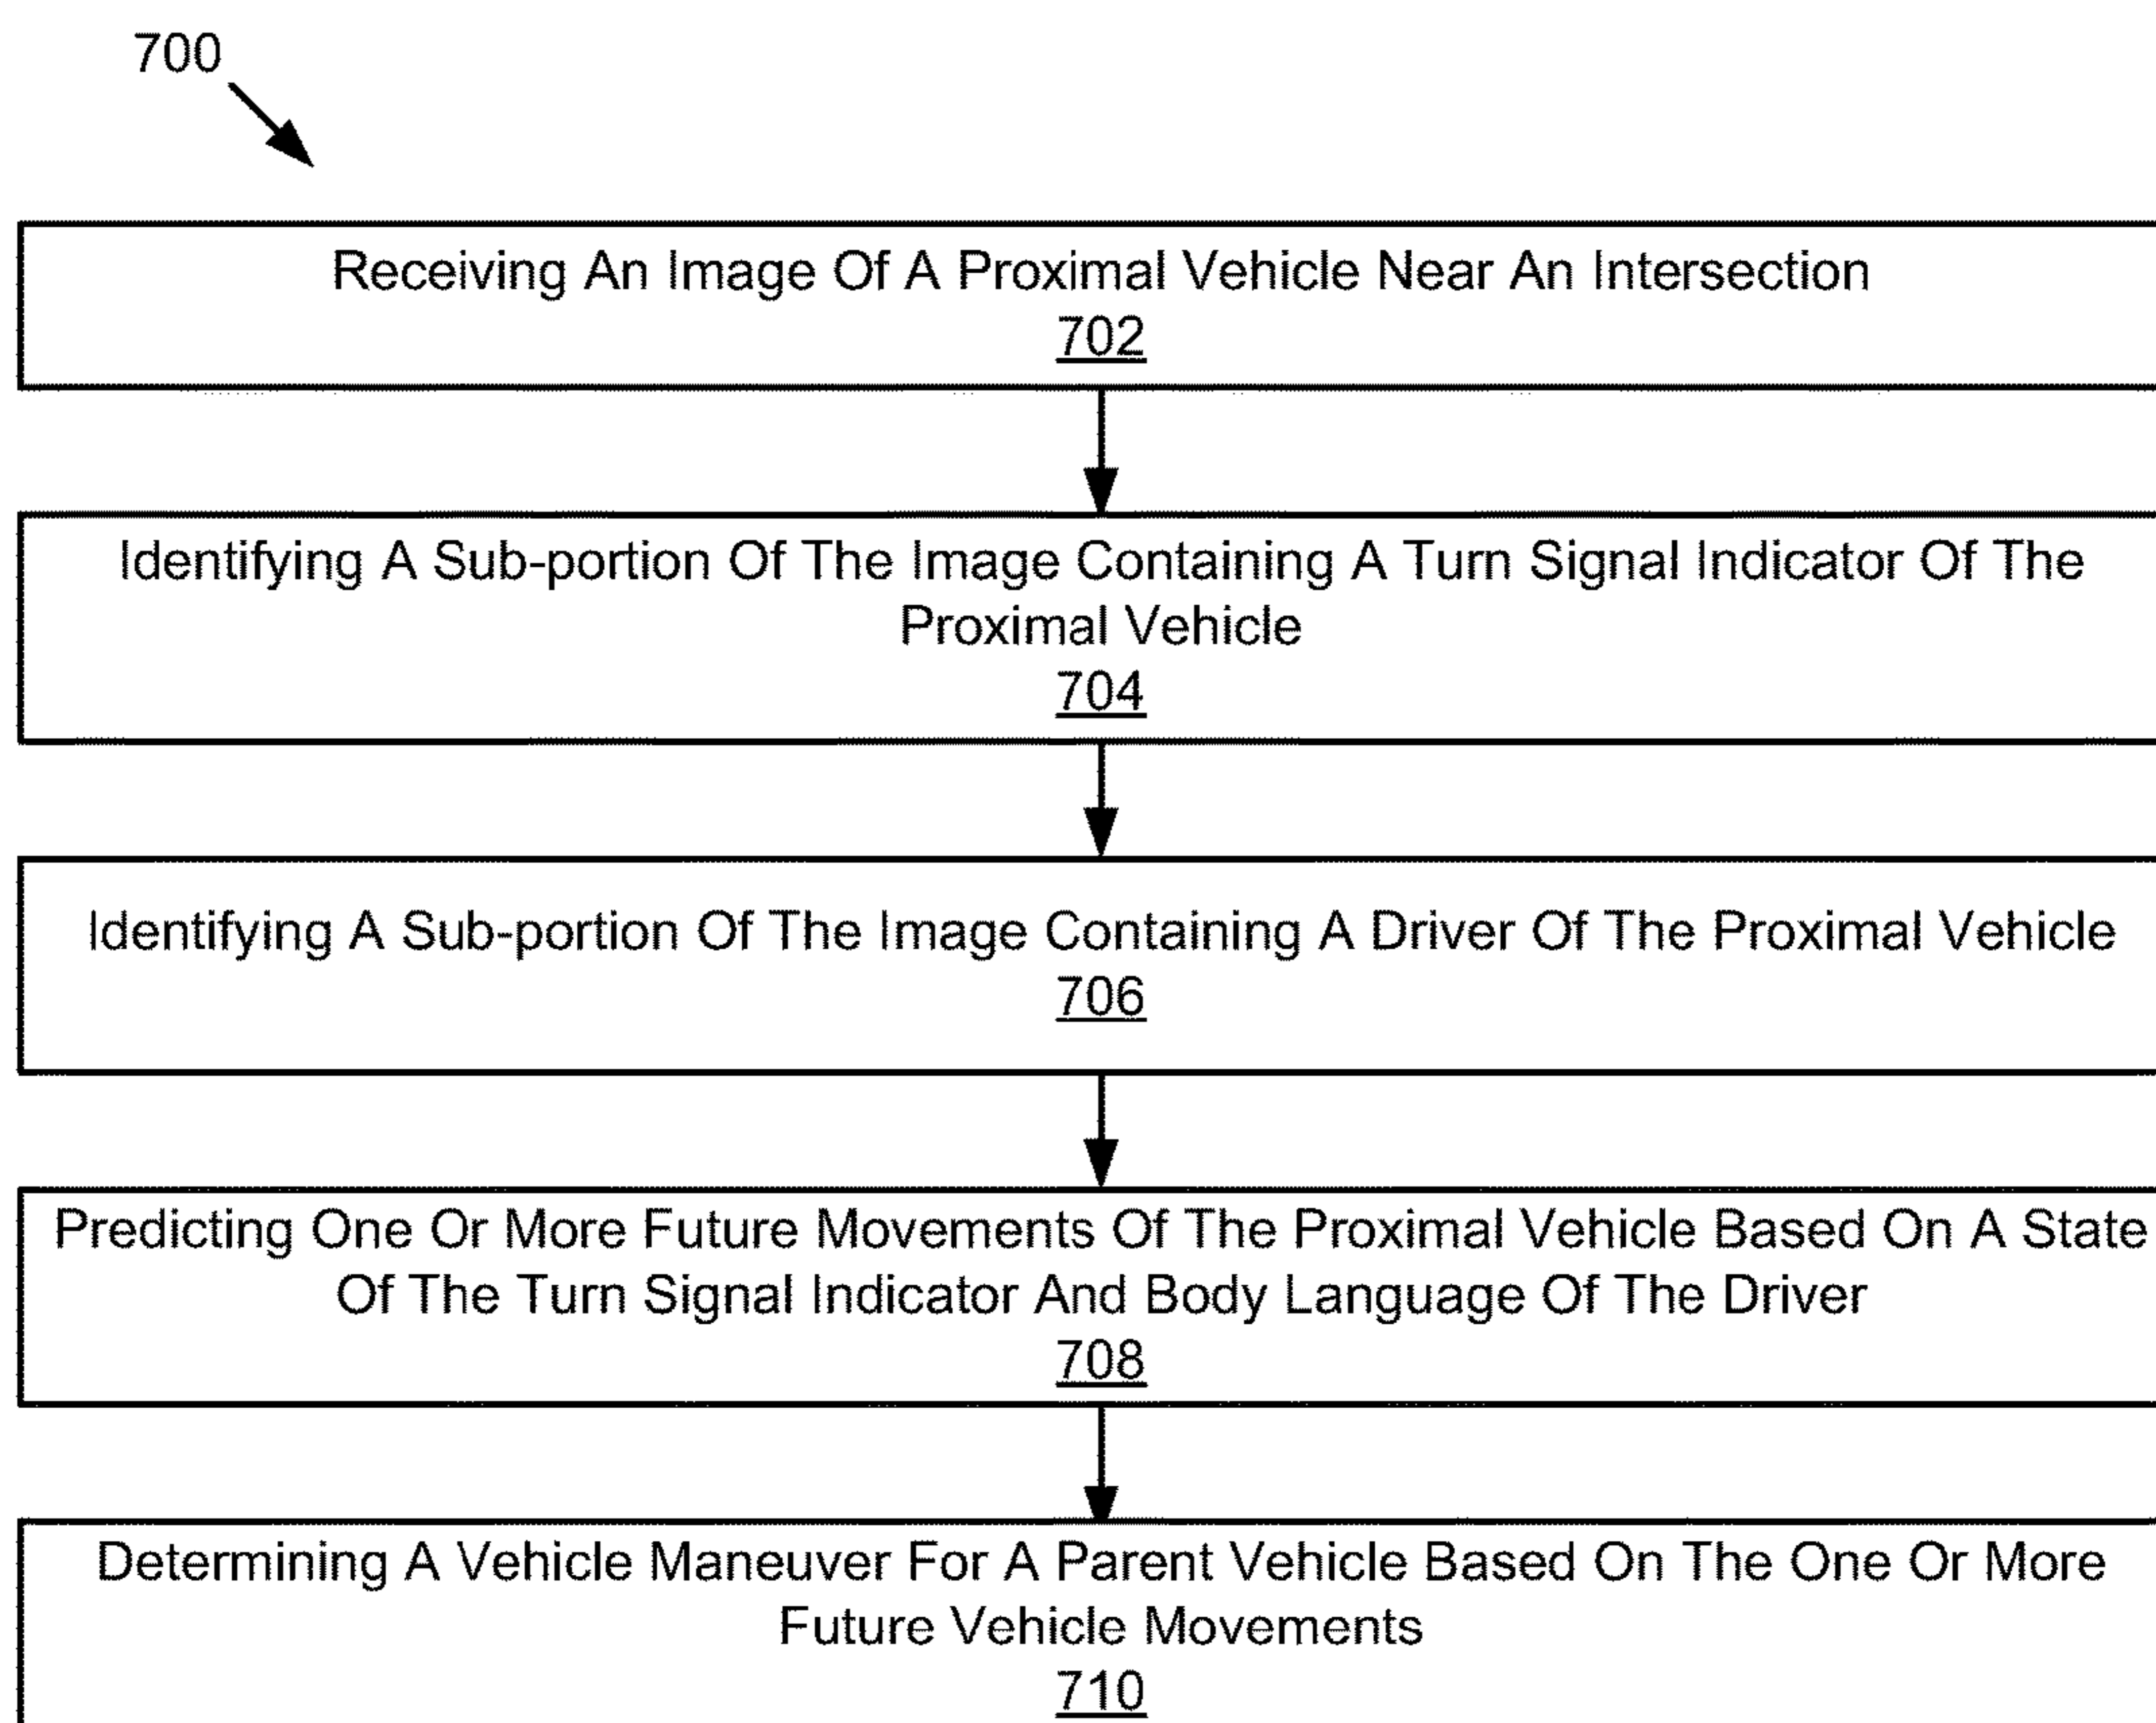 700
Receiving An Image Of A Proximal Vehicle Near An Intersection
702
Identifying A Sub-portion Of The Image Containing A Turn Signal Indicator Of The
Proximal Vehicle
704
Identifying A Sub-portion Of The Image Containing A Driver Of The Proximal Vehicle
706
Predicting One Or More Future Movements Of The Proximal Vehicle Based On A State
Of The Turn Signal Indicator And Body Language Of The Driver
708
Determining A Vehicle Maneuver For A Parent Vehicle Based On The One Or More
Future Vehicle Movements
710